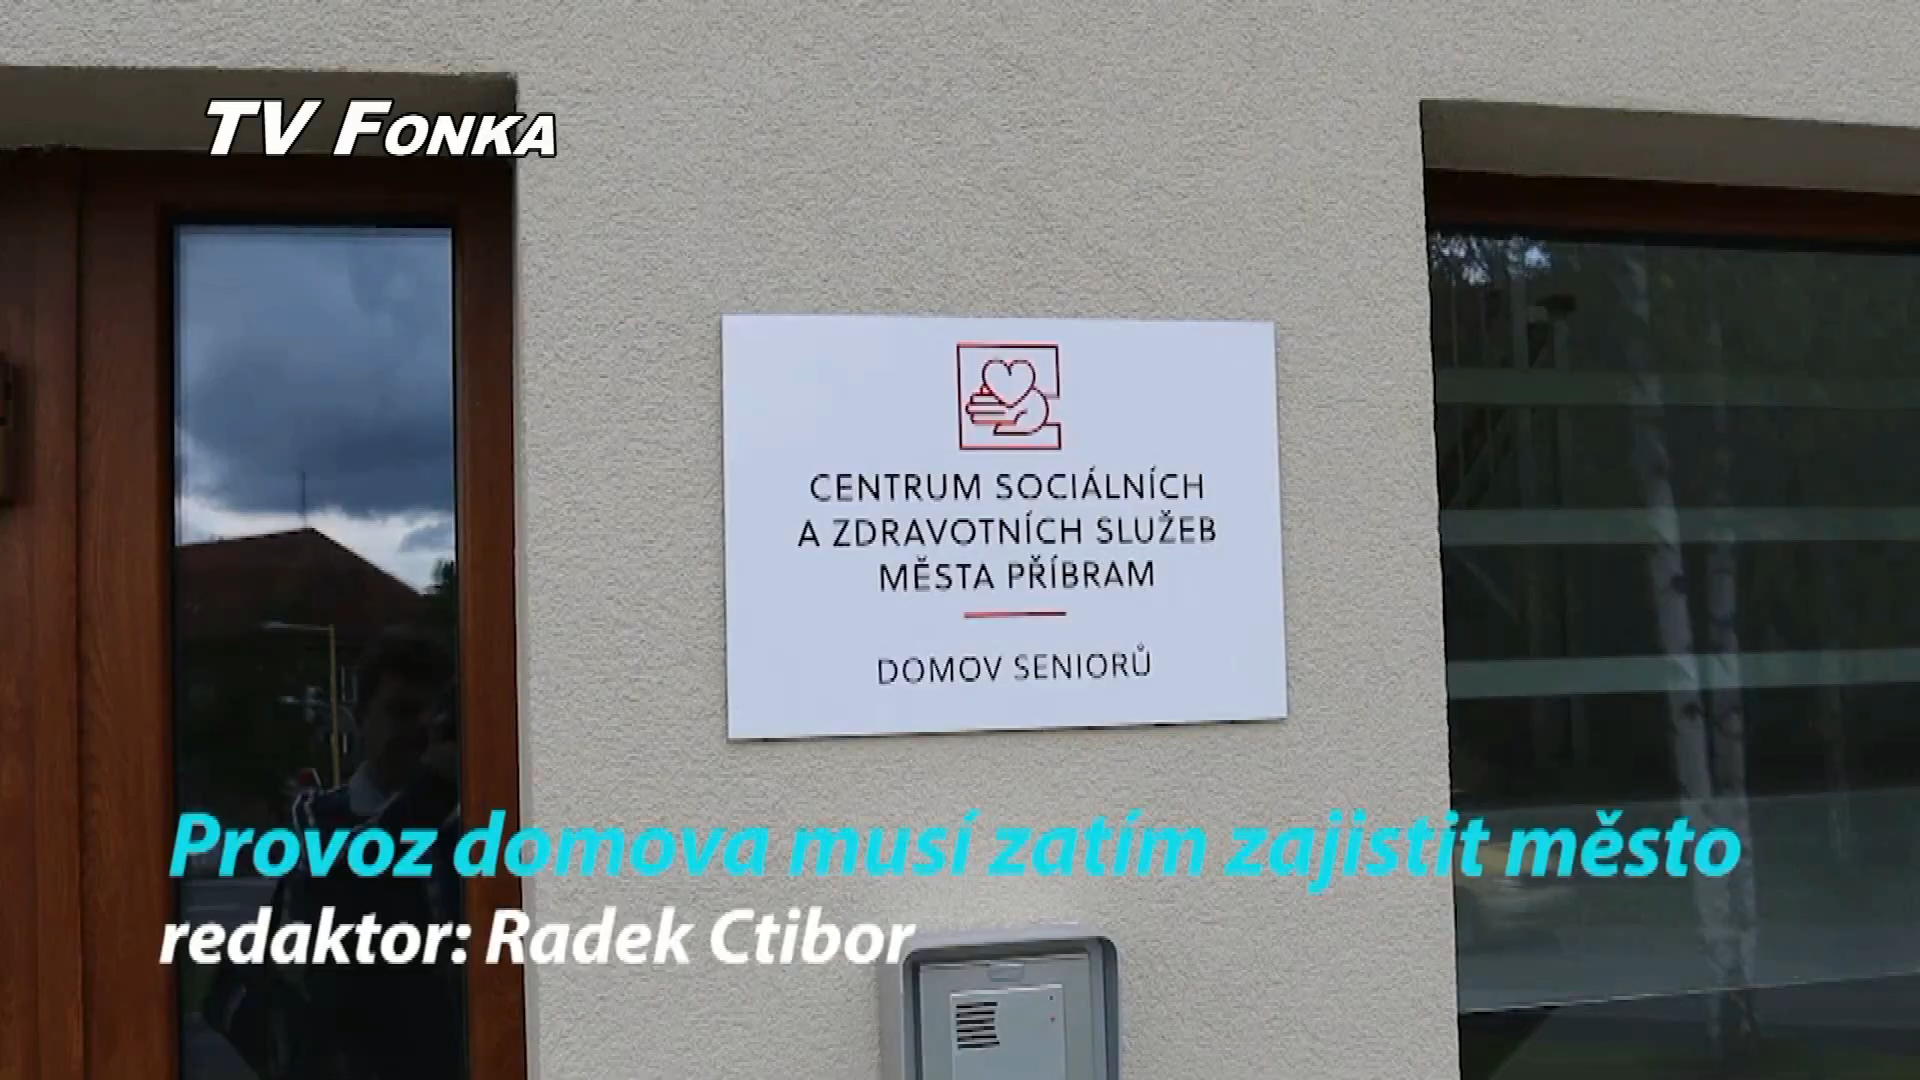 TV FONKA
CENTRUM SOCIÁLNÍCH
A ZDRAVOTNÍCH SLUŽEB
MĚSTA PŘÍBRAM
DOMOV SENIORŮ
Provoz domova musí zatím zajistit město
redaktor: Radek Ctibor